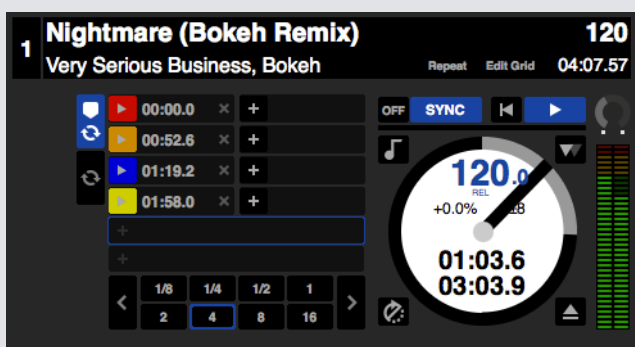 1
Nightmare (Bokeh Remix)
120
Very Serious Business, Bokeh
Repeat
Edit Grid
04:07.57
00:00.0 × +
00:52.6 × +
01:19.2 × +
01:58.0 × +
+
+
< 1/8 1/4 1/2 1 >
2 4 8 16
OFF SYNC
120.0
REL
+0.0%
01:03.6
03:03.9